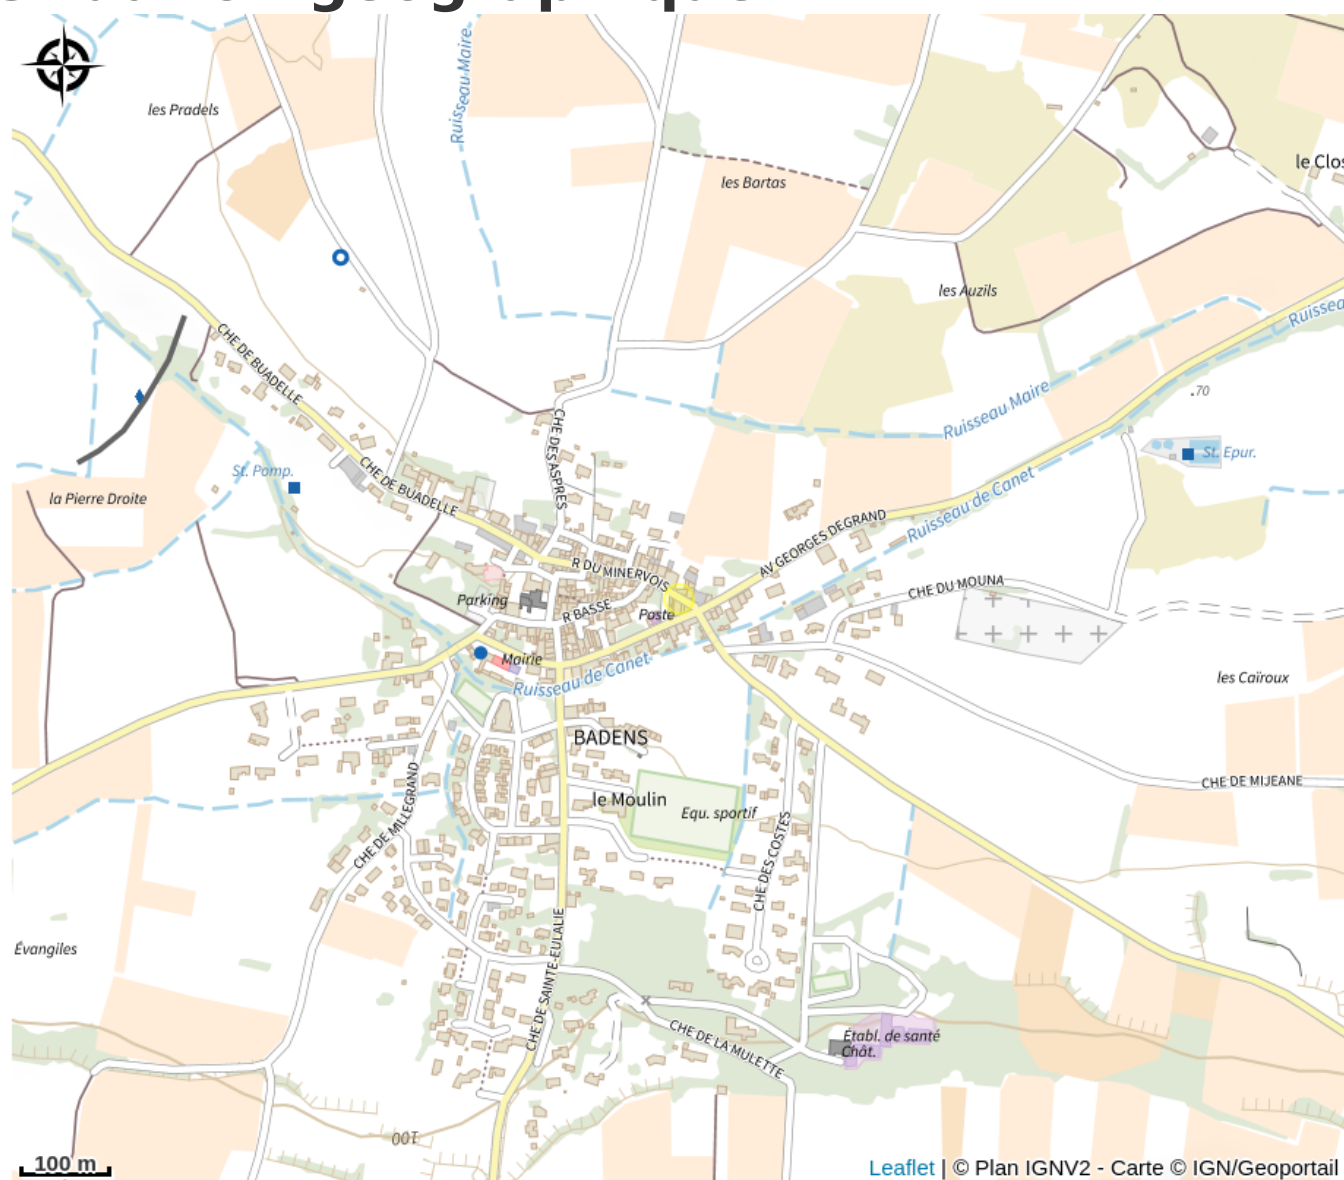 les Pradels
Ruisseau Maire
les Bartas
le Clos
les Auzils
Ruissea
CHE DE BUADELLE
Ruisseau Maire
.70
CHE DES ASPRES
St. Pomp.
St. Epur.
la Pierre Droite
CHE DE BUADELLE
Ruisseau de Canet
AV GEORGES DEGRAND
R DU MINERVOIS
CHE DU MOUNA
Parking
R BASSE
Poste
Mairie
Ruisseau de Canet
les Caïroux
BADENS
CHE DE MIJEANE
le Moulin
Equ. sportif
CHE DE MILLEGRAND
CHE DES COSTES
Évangiles
CHE DE SAINTE-EULALIE
CHE DE LA MULETTE
Établ. de santé
Chât.
100
100 m
Leaflet | © Plan IGNV2 - Carte © IGN/Geoportail